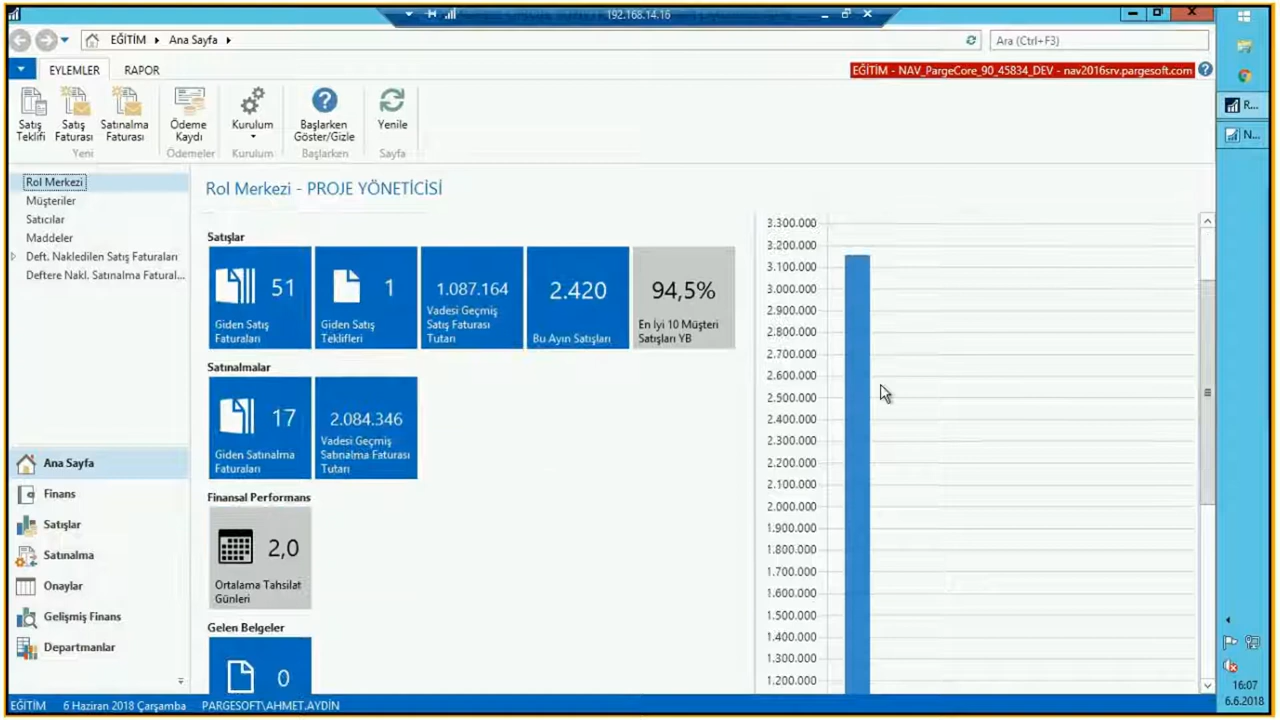 192.168.14.16
EĞİTİM
Ana Sayfa
Ara (Ctrl+F3)
EYLEMLER
RAPOR
EĞİTİM - NAV_PargeCore_90_45834_DEV - nav2016srv.pargesoft.com
R...
N...
Satış Teklifi
Satış Faturası
Satınalma Faturası
Ödeme Kaydı
Kurulum
Başlarken Göster/Gizle
Yenile
Yeni
Ödemeler
Kurulum
Başlarken
Sayfa
Rol Merkezi
Müşteriler
Satıcılar
Maddeler
Deft. Nakledilen Satış Faturaları
Deftere Nakl. Satınalma Fatural...
Ana Sayfa
Finans
Satışlar
Satınalma
Onaylar
Gelişmiş Finans
Departmanlar
Rol Merkezi - PROJE YÖNETİCİSİ
Satışlar
51
Giden Satış
Faturaları
1
Giden Satış
Teklifleri
1.087.164
Vadesi Geçmiş
Satış Faturası
Tutarı
2.420
Bu Ayın Satışları
94,5%
En İyi 10 Müşteri
Satışları YB
Satınalmalar
17
Giden Satınalma
Faturaları
2.084.346
Vadesi Geçmiş
Satınalma Faturası
Tutarı
Finansal Performans
2,0
Ortalama Tahsilat
Günleri
Gelen Belgeler
0
3.300.000
3.200.000
3.100.000
3.000.000
2.900.000
2.800.000
2.700.000
2.600.000
2.500.000
2.400.000
2.300.000
2.200.000
2.100.000
2.000.000
1.900.000
1.800.000
1.700.000
1.600.000
1.500.000
1.400.000
1.300.000
1.200.000
16:07
6.6.2018
EĞİTİM
6 Haziran 2018 Çarşamba
PARGESOFT\AHMET.AYDIN